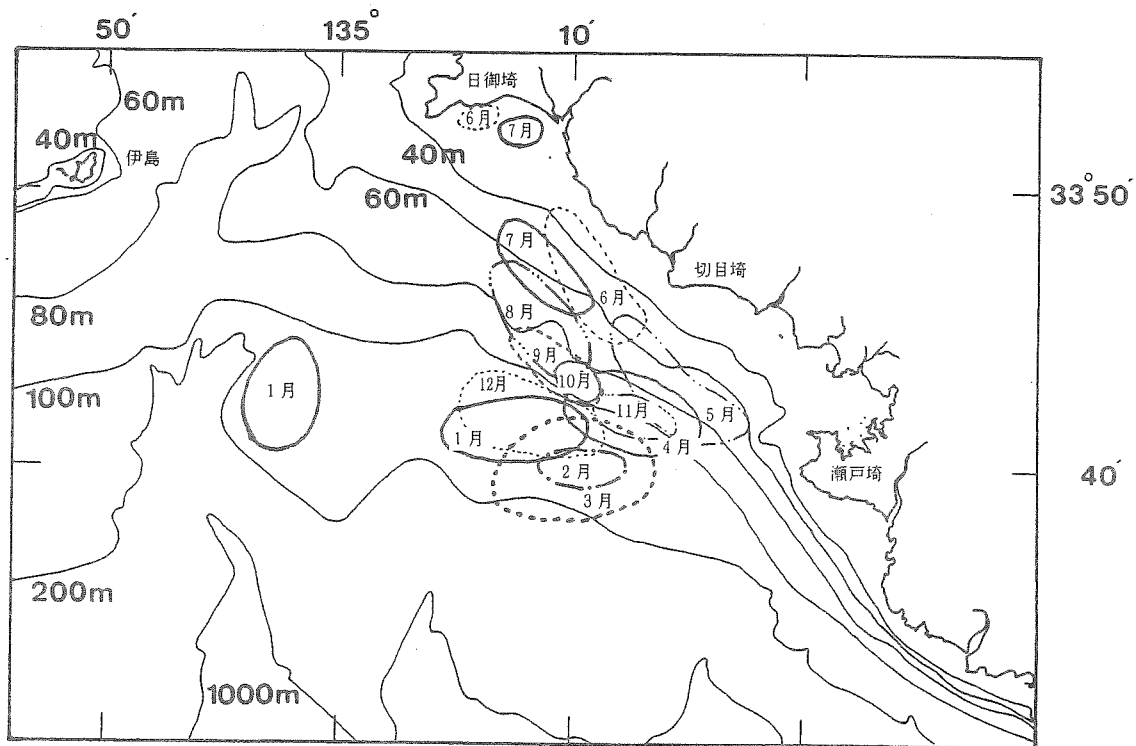 50′
135°
10′
日御埼
60m
6月
7月
40m
伊島
40m
60m
33°50′
7月
切目埼
6月
8月
80m
9月
10月
12月
1月
100m
11月
5月
1月
4月
瀬戸埼
2月
40′
3月
200m
1000m